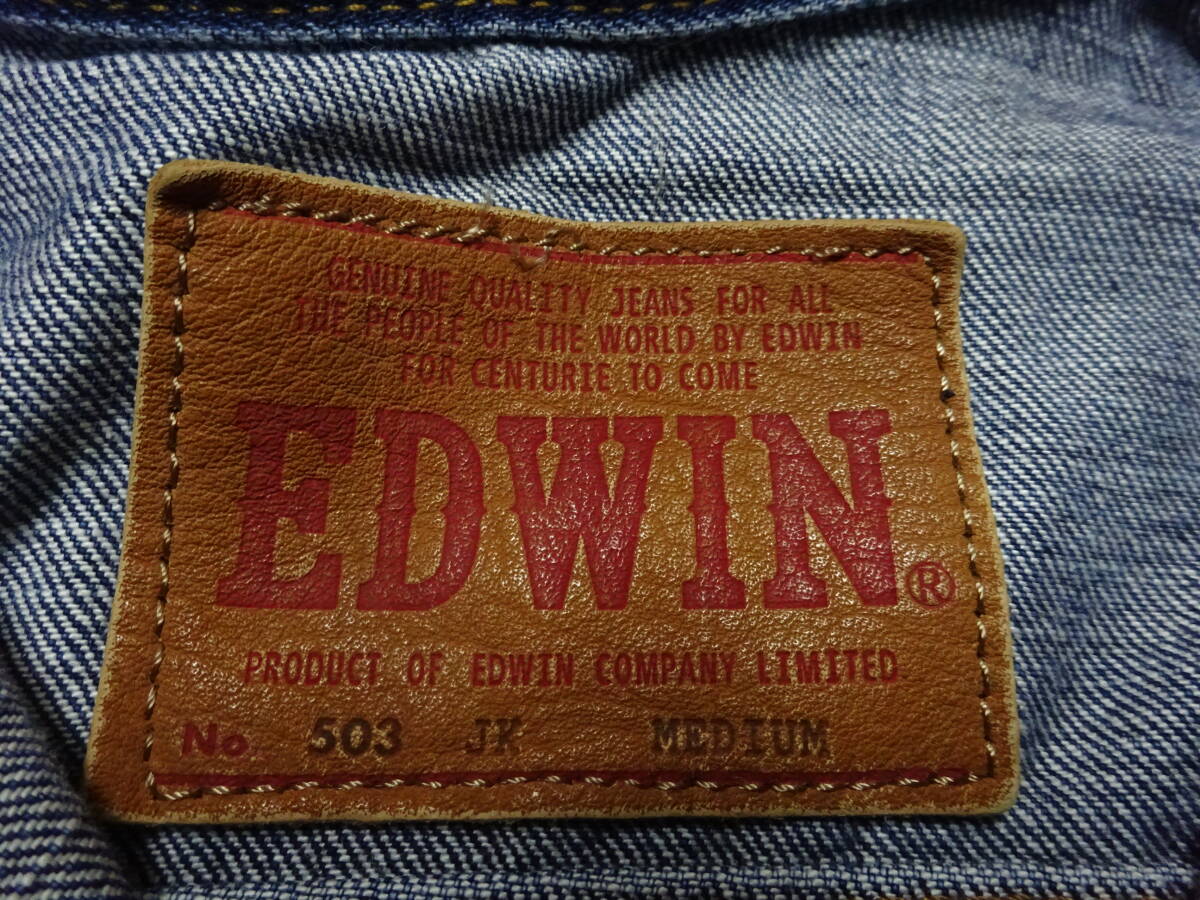 GENUINE QUALITY JEANS FOR ALL
THE PEOPLE OF THE WORLD BY EDWIN
FOR CENTURIE TO COME
EDWIN®
PRODUCT OF EDWIN COMPANY LIMITED
No. 503 JK MEDIUM